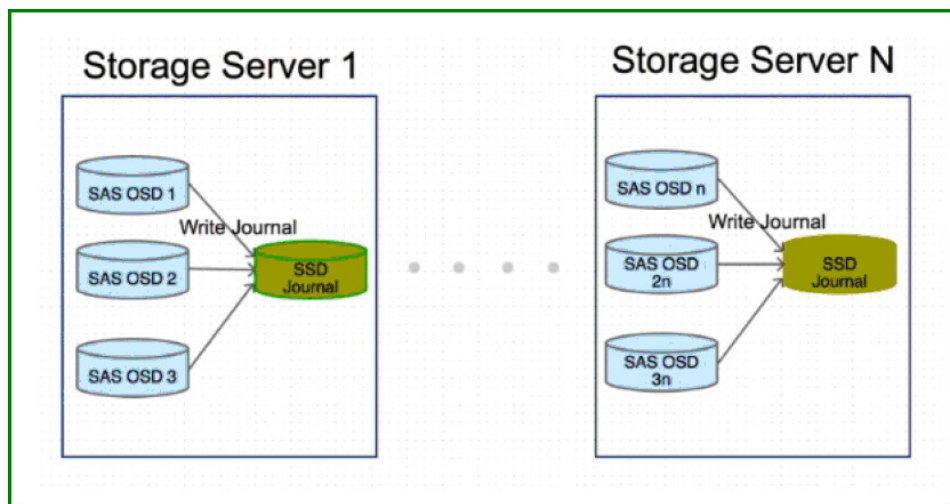 Storage Server 1
Storage Server N
SAS OSD 1
Write Journal
SAS OSD 2
SSD
Journal
SAS OSD 3
SAS OSD n
Write Journal
SAS OSD
2n
SSD
Journal
SAS OSD
3n